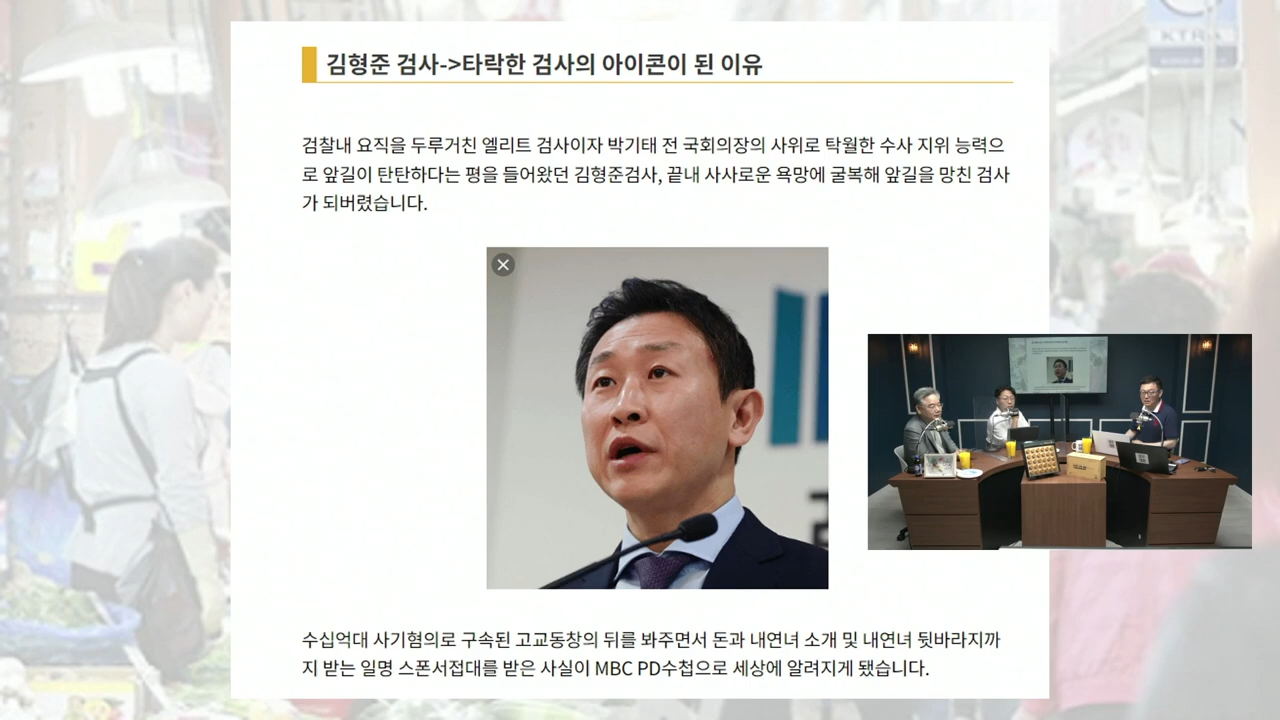 김형준 검사->타락한 검사의 아이콘이 된 이유
검찰내 요직을 두루거친 엘리트 검사이자 박기태 전 국회의장의 사위로 탁월한 수사 지위 능력으
로 앞길이 탄탄하다는 평을 들어왔던 김형준검사, 끝내 사사로운 욕망에 굴복해 앞길을 망친 검사
가 되버렸습니다.
수십억대 사기혐의로 구속된 고교동창의 뒤를 봐주면서 돈과 내연녀 소개 및 내연녀 뒷바라지까
지 받는 일명 스폰서접대를 받은 사실이 MBC PD수첩으로 세상에 알려지게 됐습니다.